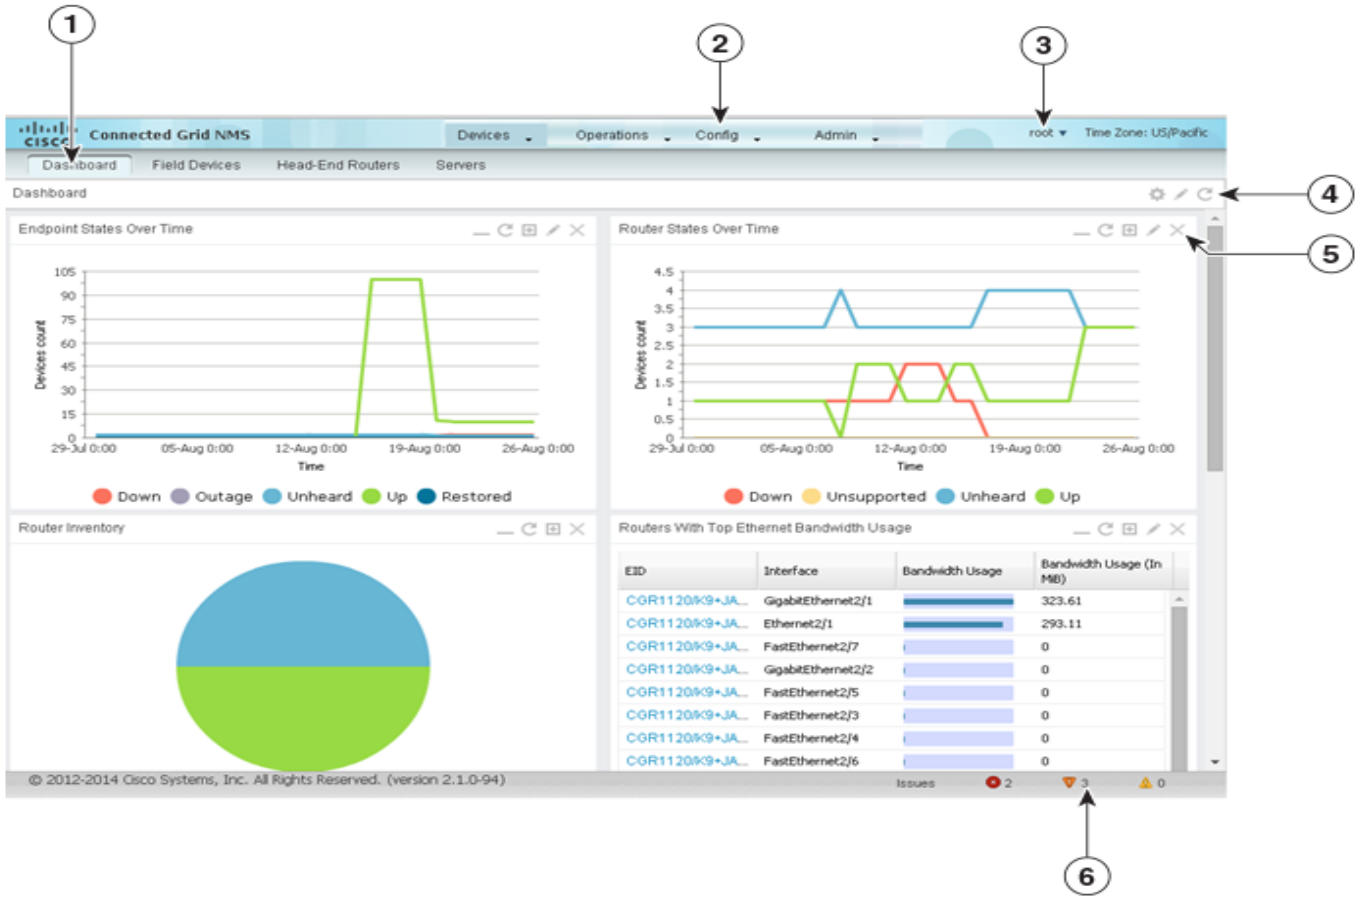 1
2
3
CISCO Connected Grid NMS
Devices Operations Config Admin
root Time Zone: US/Pacific
Dashboard Field Devices Head-End Routers Servers
Dashboard
4
Endpoint States Over Time
Router States Over Time
5
105
90
75
60
45
30
15
0
Devices count
29-Jul 0:00 05-Aug 0:00 12-Aug 0:00 19-Aug 0:00 26-Aug 0:00
Time
Down Outage Unheard Up Restored
4.5
4
3.5
3
2.5
2
1.5
1
0.5
0
Devices count
29-Jul 0:00 05-Aug 0:00 12-Aug 0:00 19-Aug 0:00 26-Aug 0:00
Time
Down Unsupported Unheard Up
Router Inventory
Routers With Top Ethernet Bandwidth Usage
EID Interface Bandwidth Usage Bandwidth Usage (In
MiB)
CGR1120/K9+JA... GigabitEthernet2/1 323.61
CGR1120/K9+JA... Ethernet2/1 293.11
CGR1120/K9+JA... FastEthernet2/7 0
CGR1120/K9+JA... GigabitEthernet2/2 0
CGR1120/K9+JA... FastEthernet2/5 0
CGR1120/K9+JA... FastEthernet2/3 0
CGR1120/K9+JA... FastEthernet2/4 0
CGR1120/K9+JA... FastEthernet2/6 0
© 2012-2014 Cisco Systems, Inc. All Rights Reserved. (version 2.1.0-94)
Issues 2 3 0
6